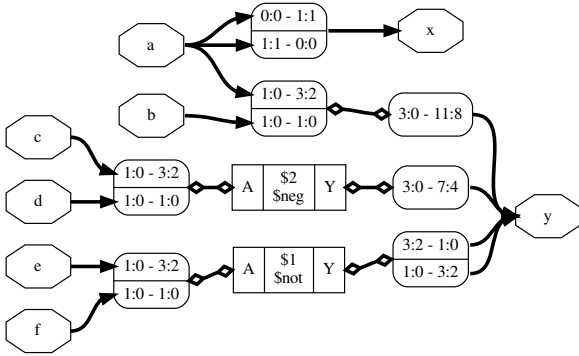 a
0:0 - 1:1
1:1 - 0:0
x
b
1:0 - 3:2
1:0 - 1:0
3:0 - 11:8
c
d
1:0 - 3:2
1:0 - 1:0
A
$2
$neg
Y
3:0 - 7:4
y
e
f
1:0 - 3:2
1:0 - 1:0
A
$1
$not
Y
3:2 - 1:0
1:0 - 3:2